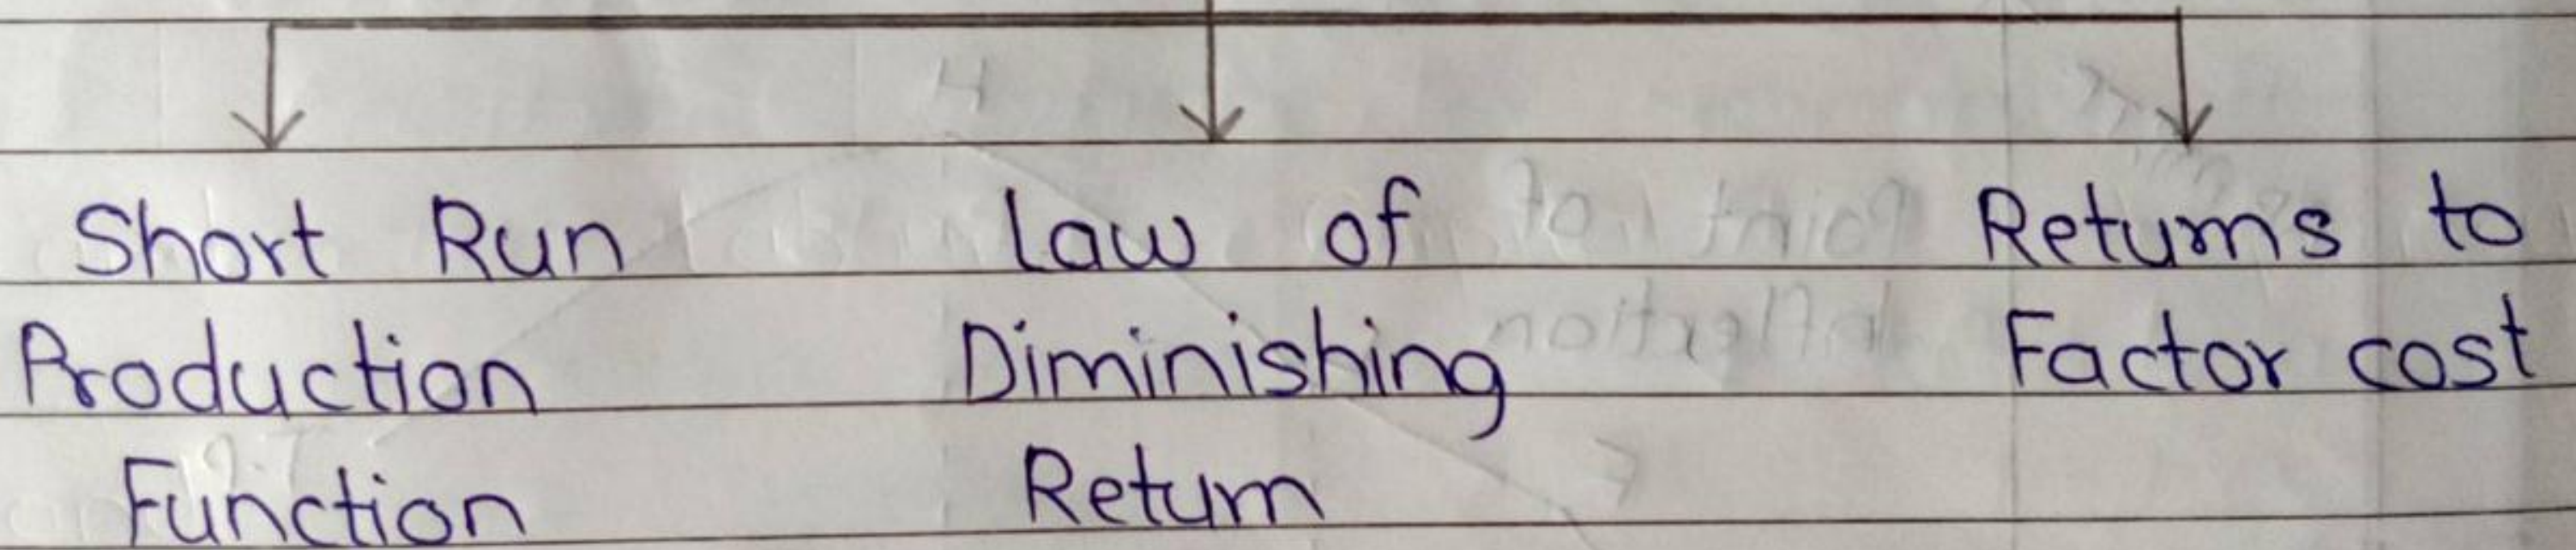 Short Run
Production
Function
Law of
Diminishing
Return
Returns to
Factor cost